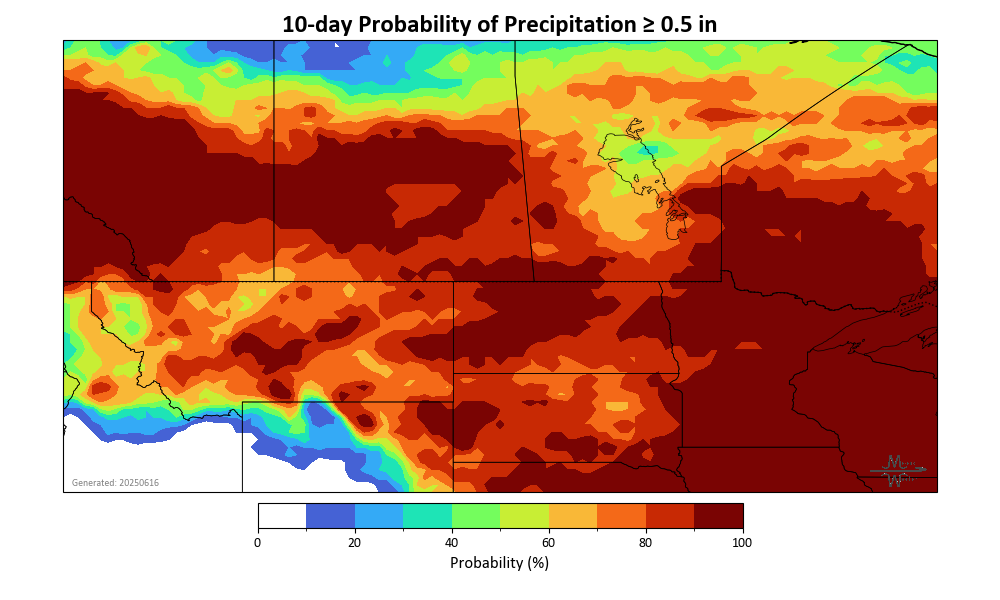 10-day Probability of Precipitation ≥ 0.5 in
Generated: 20250616
0 20 40 60 80 100
Probability (%)